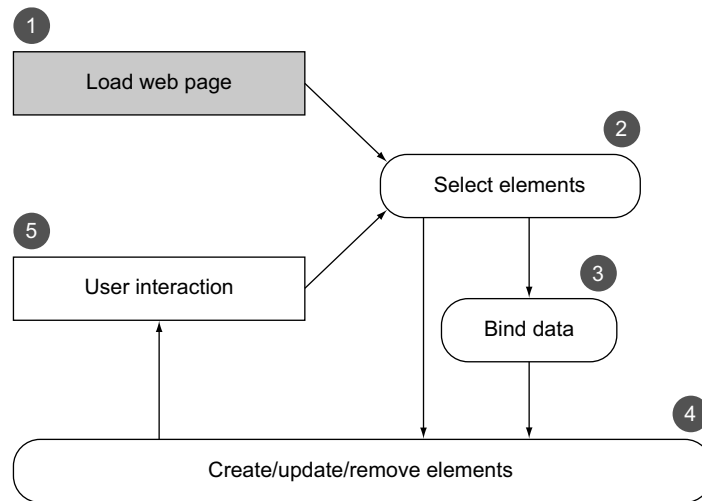 1
Load web page
2
Select elements
5
User interaction
3
Bind data
4
Create/update/remove elements